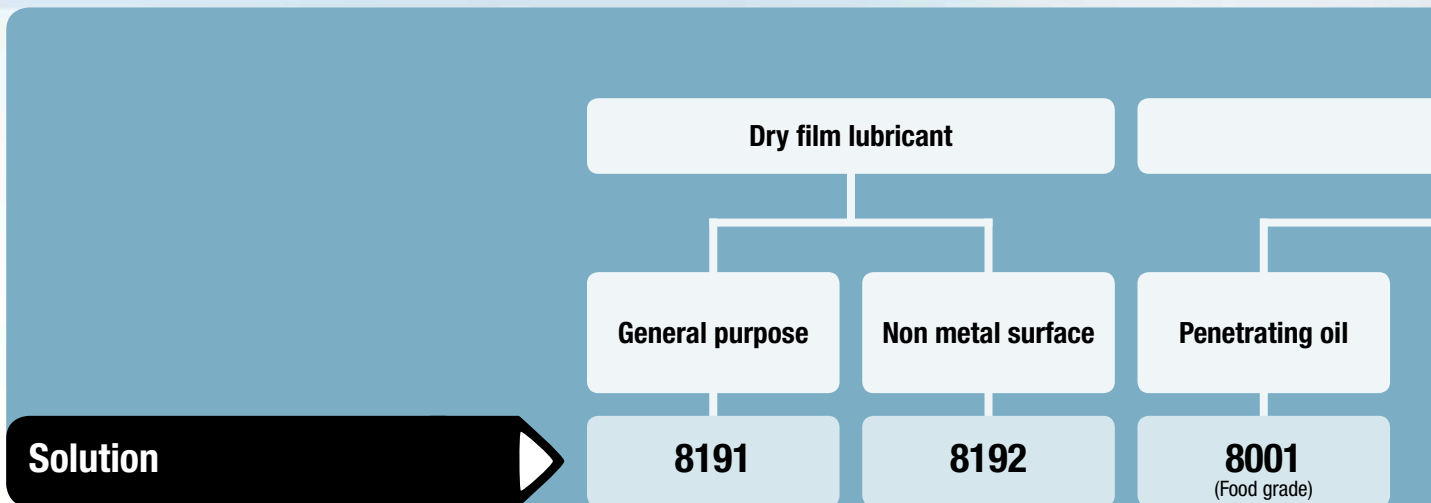 Dry film lubricant
General purpose
Non metal surface
Penetrating oil
Solution
8191
8192
8001
(Food grade)